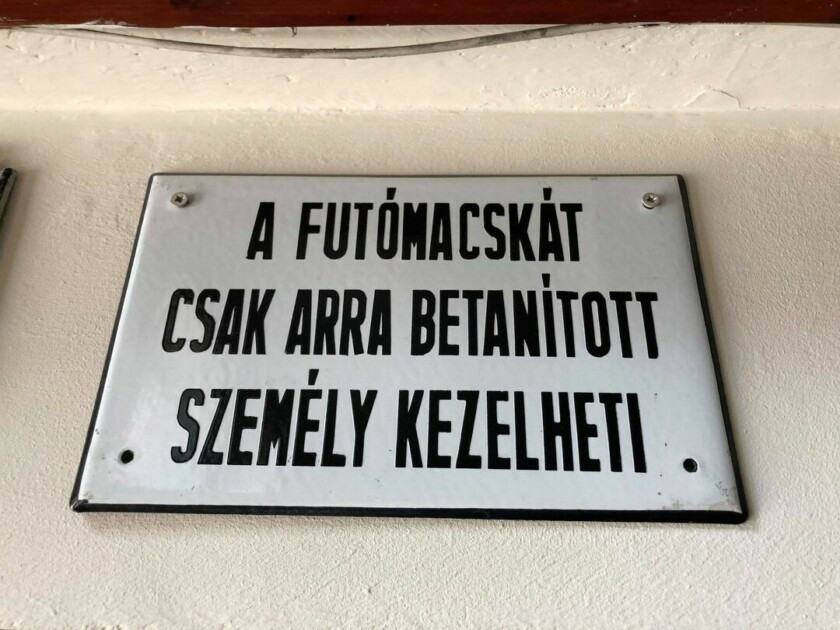 A FUTÓMACSKÁT
CSAK ARRA BETANÍTOTT
SZEMÉLY KEZELHETI